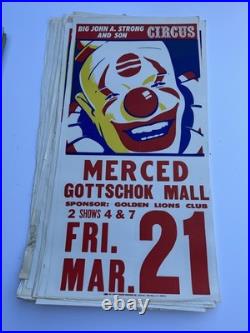 BIG JOHN A. STRONG
AND SON
CIRCUS
MERCED
GOTTSCHOK MALL
SPONSOR: GOLDEN LIONS CLUB
2 SHOWS 4 & 7
FRI.
MAR. 21